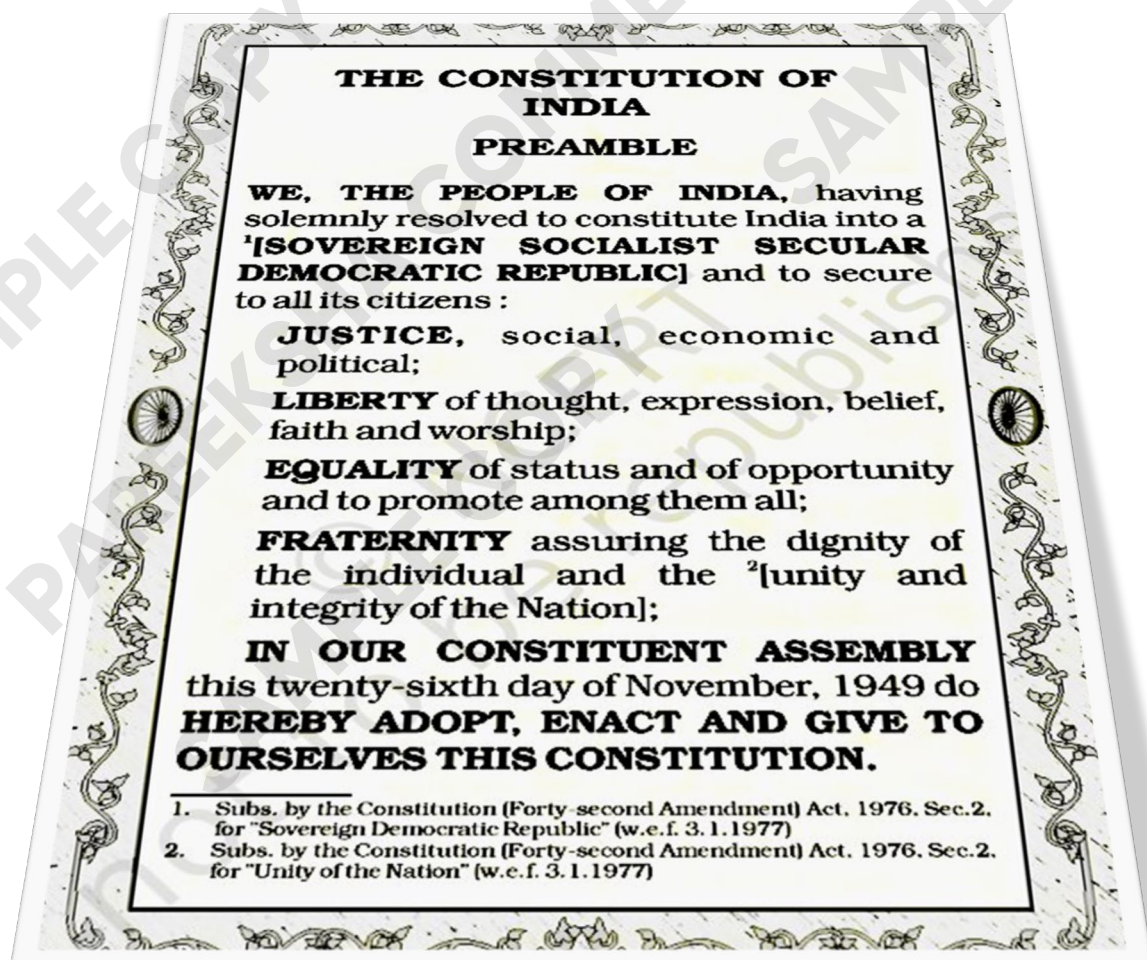 THE CONSTITUTION OF
INDIA
PREAMBLE
WE, THE PEOPLE OF INDIA, having
solemnly resolved to constitute India into a
¹[SOVEREIGN SOCIALIST SECULAR
DEMOCRATIC REPUBLIC] and to secure
to all its citizens :
JUSTICE, social, economic and
political;
LIBERTY of thought, expression, belief,
faith and worship;
EQUALITY of status and of opportunity
and to promote among them all;
FRATERNITY assuring the dignity of
the individual and the ²[unity and
integrity of the Nation];
IN OUR CONSTITUENT ASSEMBLY
this twenty-sixth day of November, 1949 do
HEREBY ADOPT, ENACT AND GIVE TO
OURSELVES THIS CONSTITUTION.
1. Subs. by the Constitution (Forty-second Amendment) Act, 1976, Sec.2,
for "Sovereign Democratic Republic" (w.e.f. 3.1.1977)
2. Subs. by the Constitution (Forty-second Amendment) Act, 1976, Sec.2,
for "Unity of the Nation" (w.e.f. 3.1.1977)